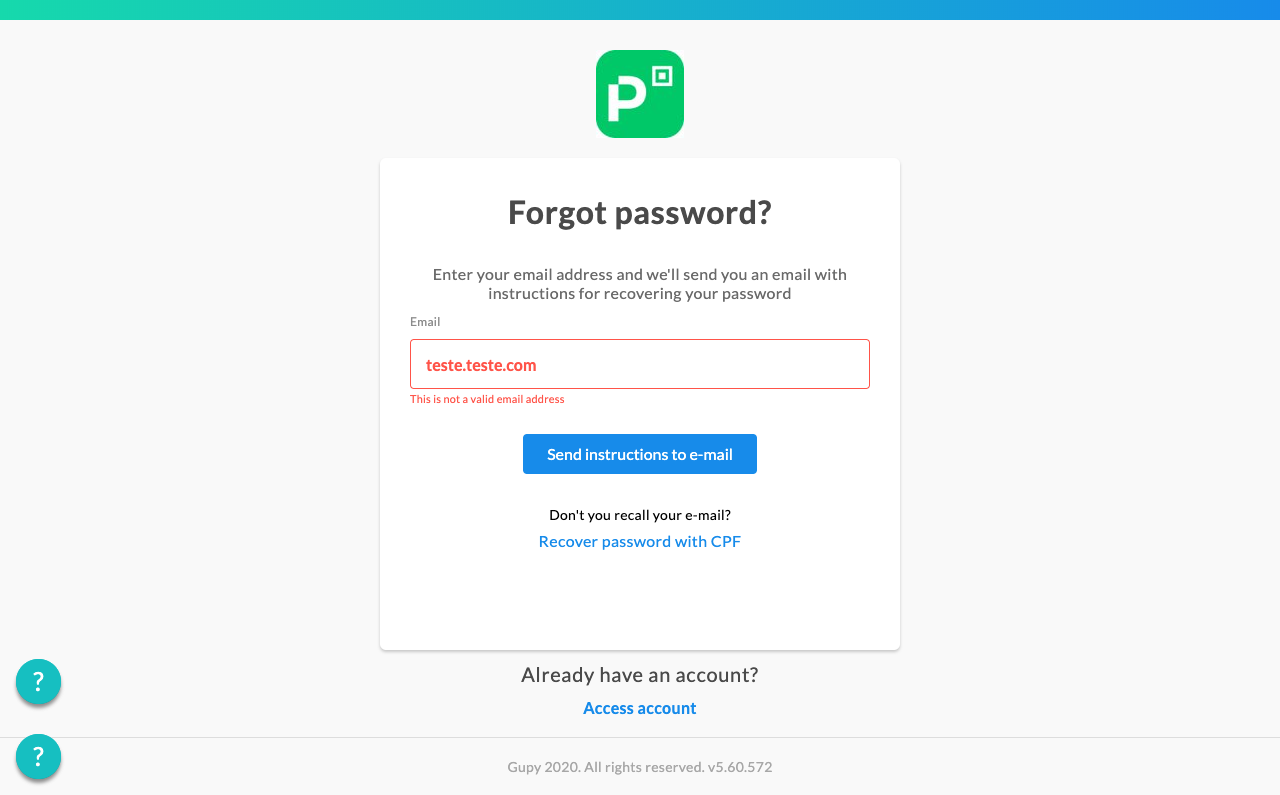 P
Forgot password?
Enter your email address and we'll send you an email with
instructions for recovering your password
Email
teste.teste.com
This is not a valid email address
Send instructions to e-mail
Don't you recall your e-mail?
Recover password with CPF
?
Already have an account?
Access account
?
Gupy 2020. All rights reserved. v5.60.572